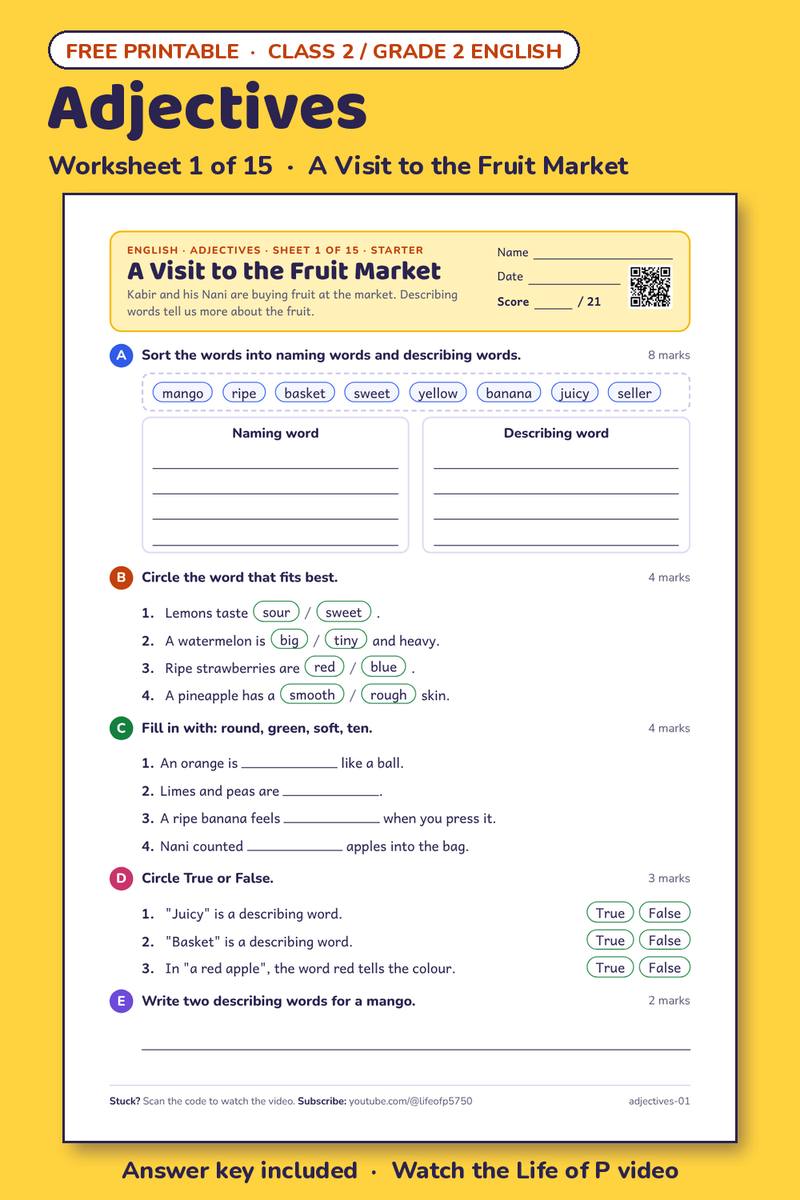 FREE PRINTABLE · CLASS 2 / GRADE 2 ENGLISH
Adjectives
Worksheet 1 of 15 · A Visit to the Fruit Market
ENGLISH · ADJECTIVES · SHEET 1 OF 15 · STARTER
A Visit to the Fruit Market
Kabir and his Nani are buying fruit at the market. Describing
words tell us more about the fruit.
Name ____________________
Date ______________
Score ______ / 21
A Sort the words into naming words and describing words. 8 marks
mango ripe basket sweet yellow banana juicy seller
Naming word Describing word
B Circle the word that fits best. 4 marks
1. Lemons taste sour / sweet .
2. A watermelon is big / tiny and heavy.
3. Ripe strawberries are red / blue .
4. A pineapple has a smooth / rough skin.
C Fill in with: round, green, soft, ten. 4 marks
1. An orange is ______________ like a ball.
2. Limes and peas are ______________.
3. A ripe banana feels ______________ when you press it.
4. Nani counted ______________ apples into the bag.
D Circle True or False. 3 marks
1. "Juicy" is a describing word. True False
2. "Basket" is a describing word. True False
3. In "a red apple", the word red tells the colour. True False
E Write two describing words for a mango. 2 marks
Stuck? Scan the code to watch the video. Subscribe: youtube.com/@lifeofp5750 adjectives-01
Answer key included · Watch the Life of P video